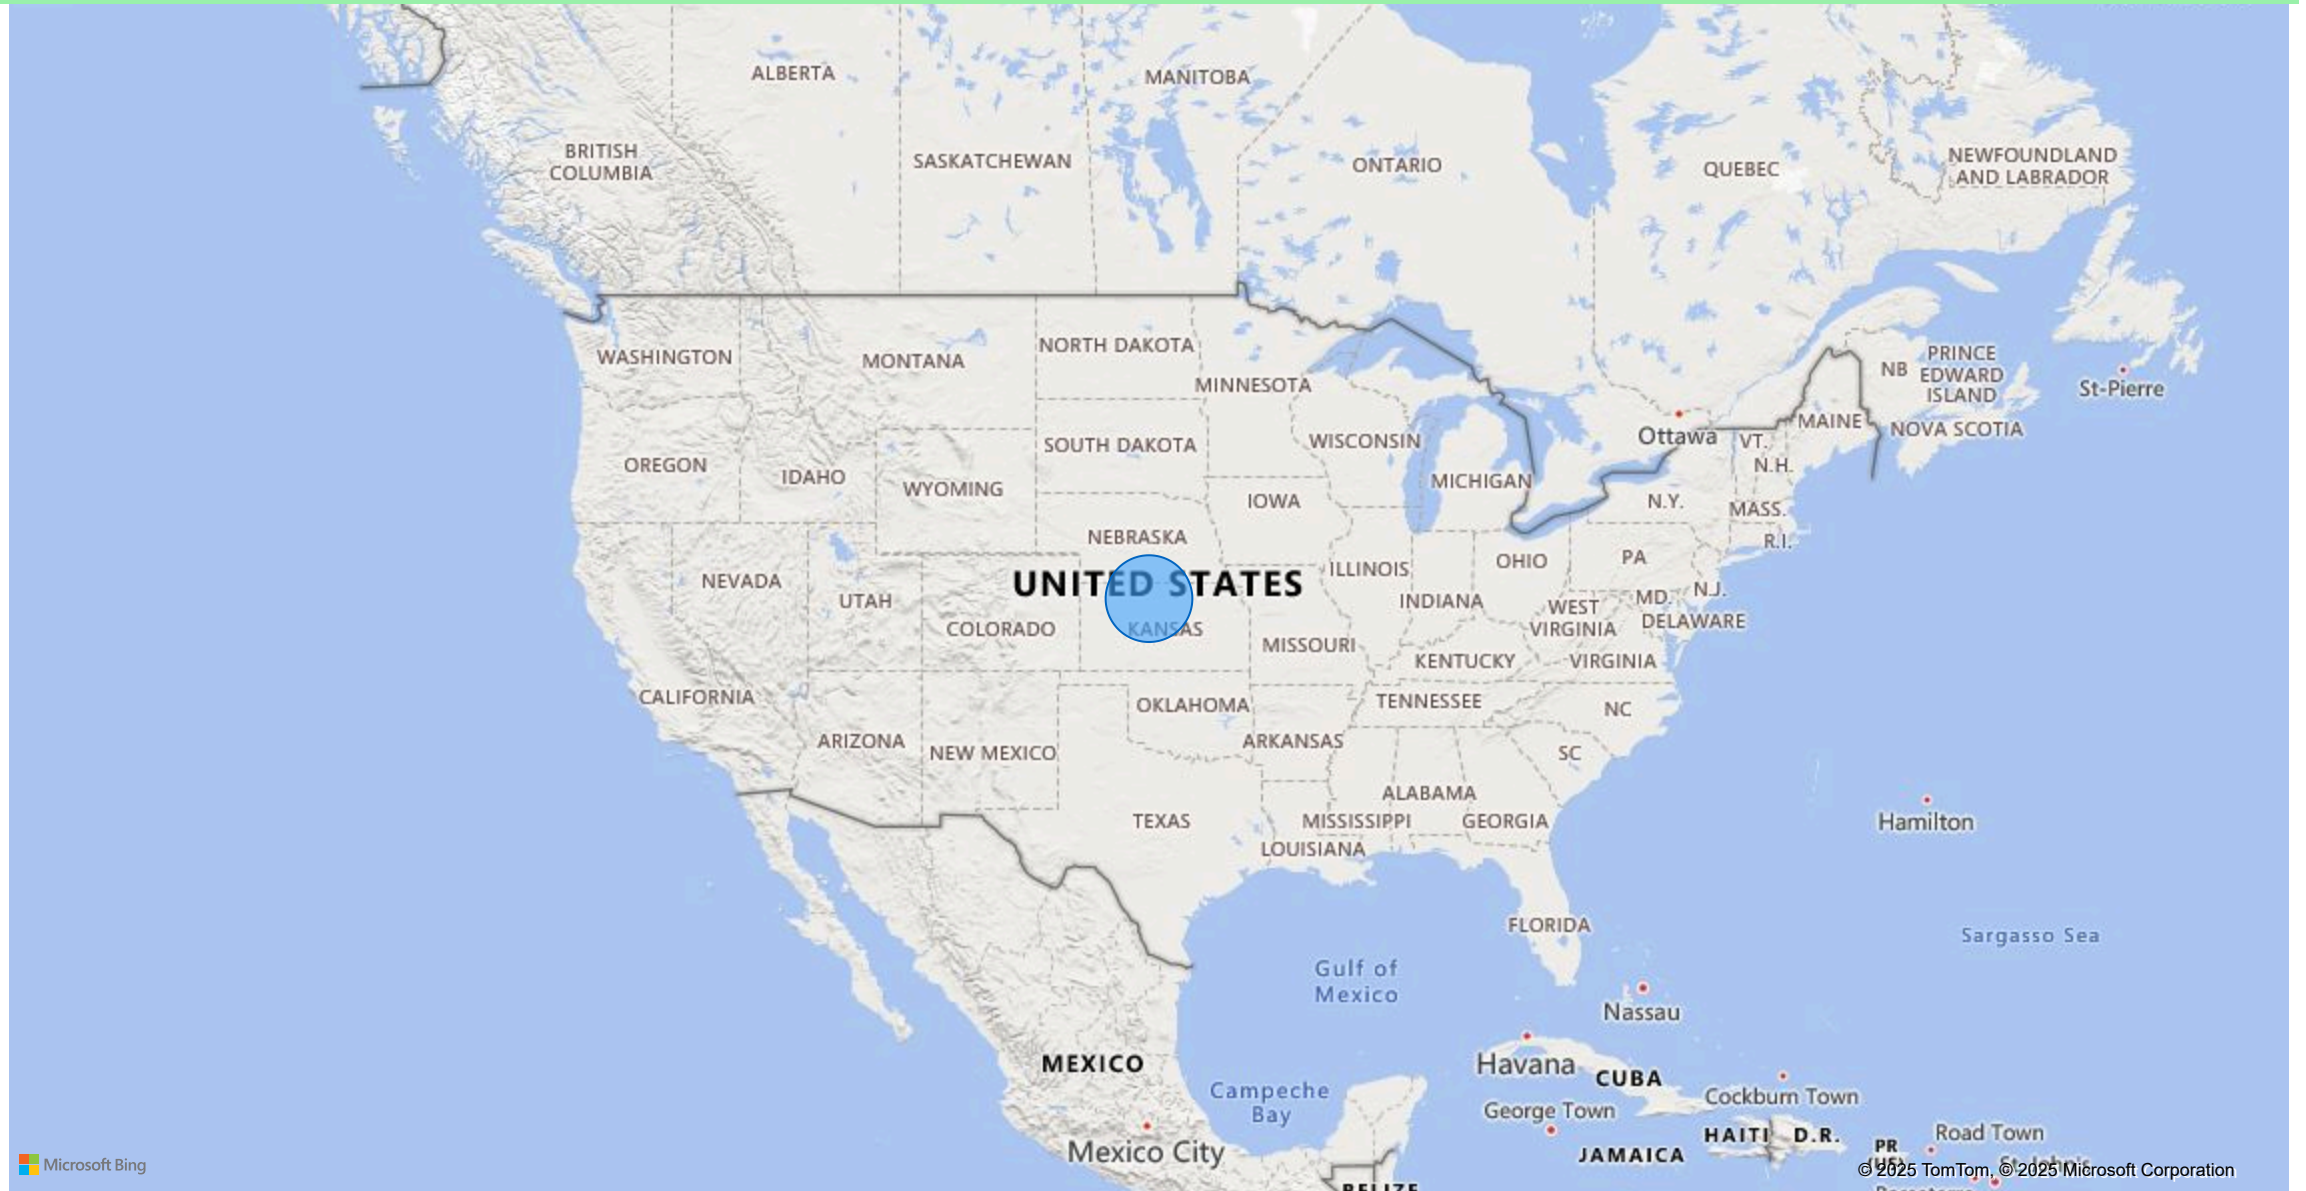 ALBERTA
MANITOBA
BRITISH
COLUMBIA
SASKATCHEWAN
ONTARIO
QUEBEC
NEWFOUNDLAND
AND LABRADOR
WASHINGTON
MONTANA
NORTH DAKOTA
MINNESOTA
NB
PRINCE
EDWARD
ISLAND
St-Pierre
MAINE
NOVA SCOTIA
Ottawa
VT.
N.H.
OREGON
IDAHO
WYOMING
SOUTH DAKOTA
WISCONSIN
MICHIGAN
IOWA
N.Y.
MASS.
R.I.
NEBRASKA
NEVADA
UTAH
UNITED STATES
ILLINOIS
INDIANA
OHIO
PA
MD.
N.J.
DELAWARE
WEST
VIRGINIA
COLORADO
KANSAS
MISSOURI
KENTUCKY
VIRGINIA
CALIFORNIA
OKLAHOMA
TENNESSEE
NC
ARIZONA
NEW MEXICO
ARKANSAS
SC
TEXAS
ALABAMA
MISSISSIPPI
GEORGIA
LOUISIANA
Hamilton
FLORIDA
Sargasso Sea
Gulf of
Mexico
Nassau
MEXICO
Havana
CUBA
Campeche
Bay
George Town
Cockburn Town
Mexico City
JAMAICA
HAITI
D.R.
PR
(US)
Road Town
St. John's
BELIZE
Microsoft Bing
© 2025 TomTom, © 2025 Microsoft Corporation